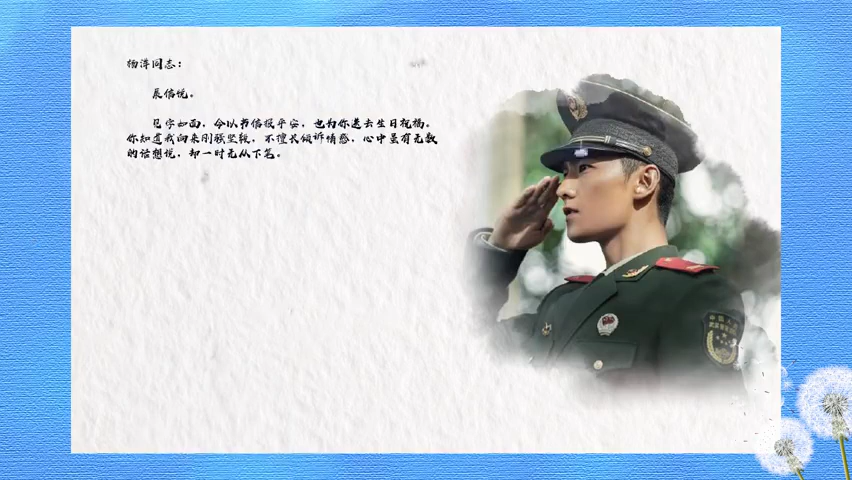 杨洋同志：
展信悦。
见字如面，今以书信报平安，也为你送去生日祝福。
你知道我向来刚硬坚毅，不擅长倾诉情感，心中虽有无数
的话想说，却一时无从下笔。